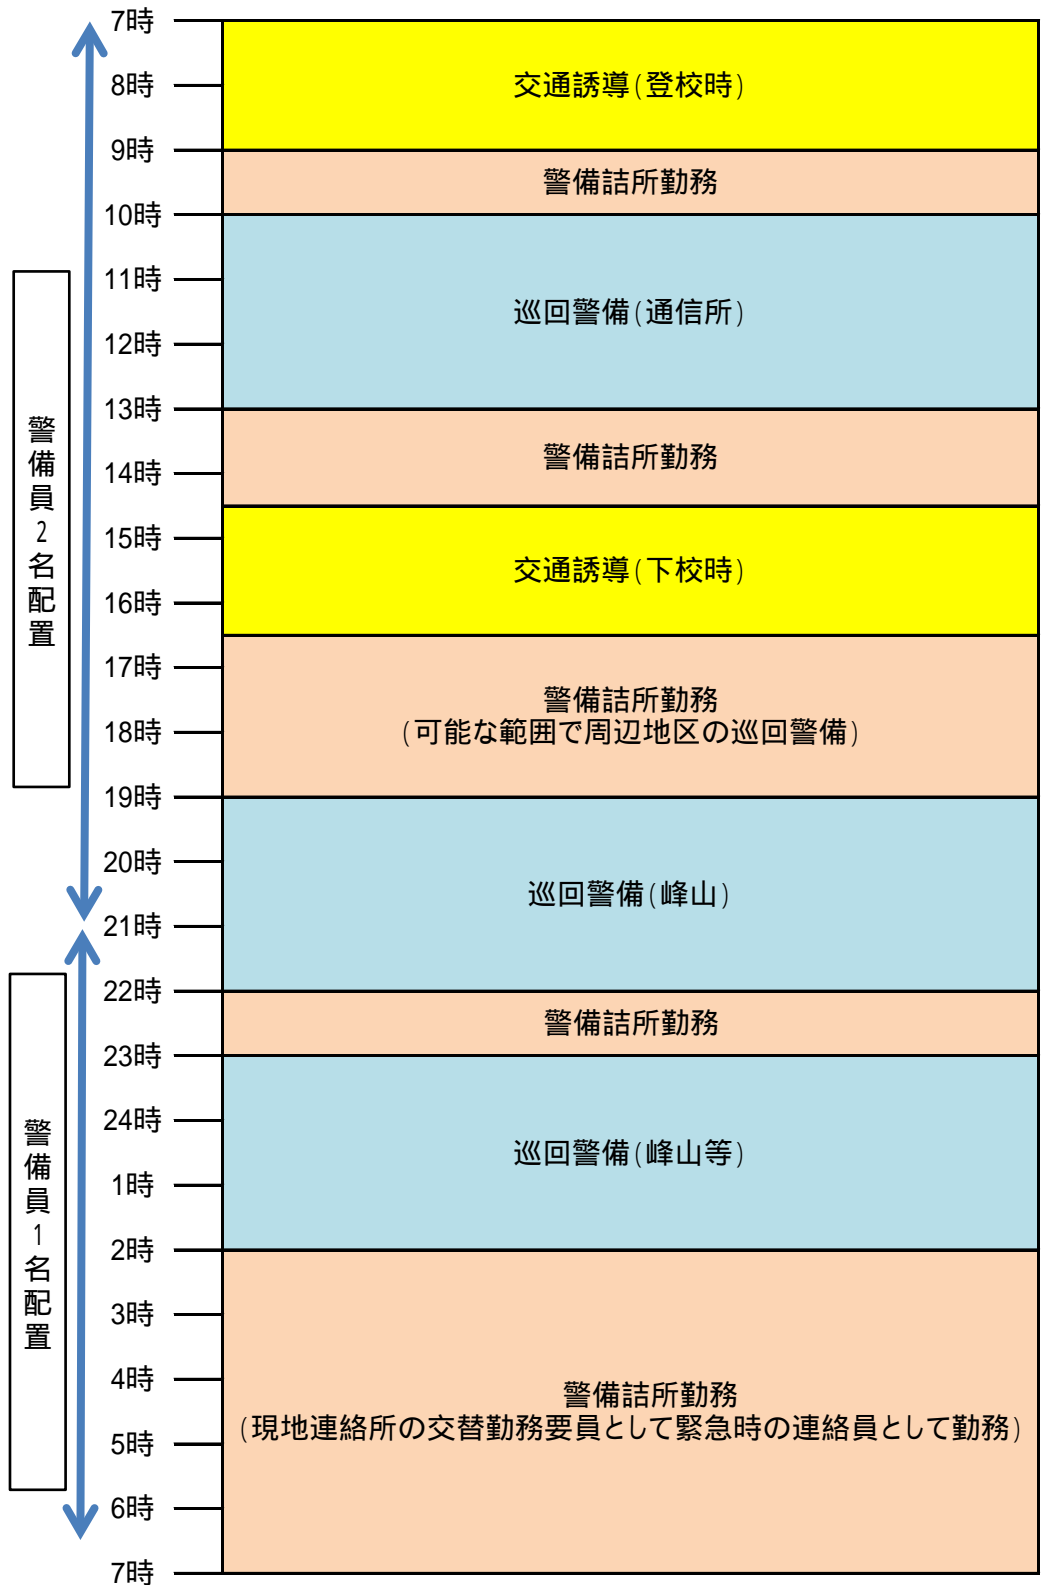 7時
交通誘導(登校時)
8時
9時
警備詰所勤務
10時
11時
巡回警備(通信所)
12時
13時
警備詰所勤務
14時
15時
交通誘導(下校時)
16時
17時
警備詰所勤務
(可能な範囲で周辺地区の巡回警備)
18時
19時
20時
巡回警備(峰山)
21時
22時
警備詰所勤務
23時
24時
巡回警備(峰山等)
1時
2時
3時
4時
警備詰所勤務
(現地連絡所の交替勤務要員として緊急時の連絡員として勤務)
5時
6時
7時
警備員2名配置
警備員1名配置